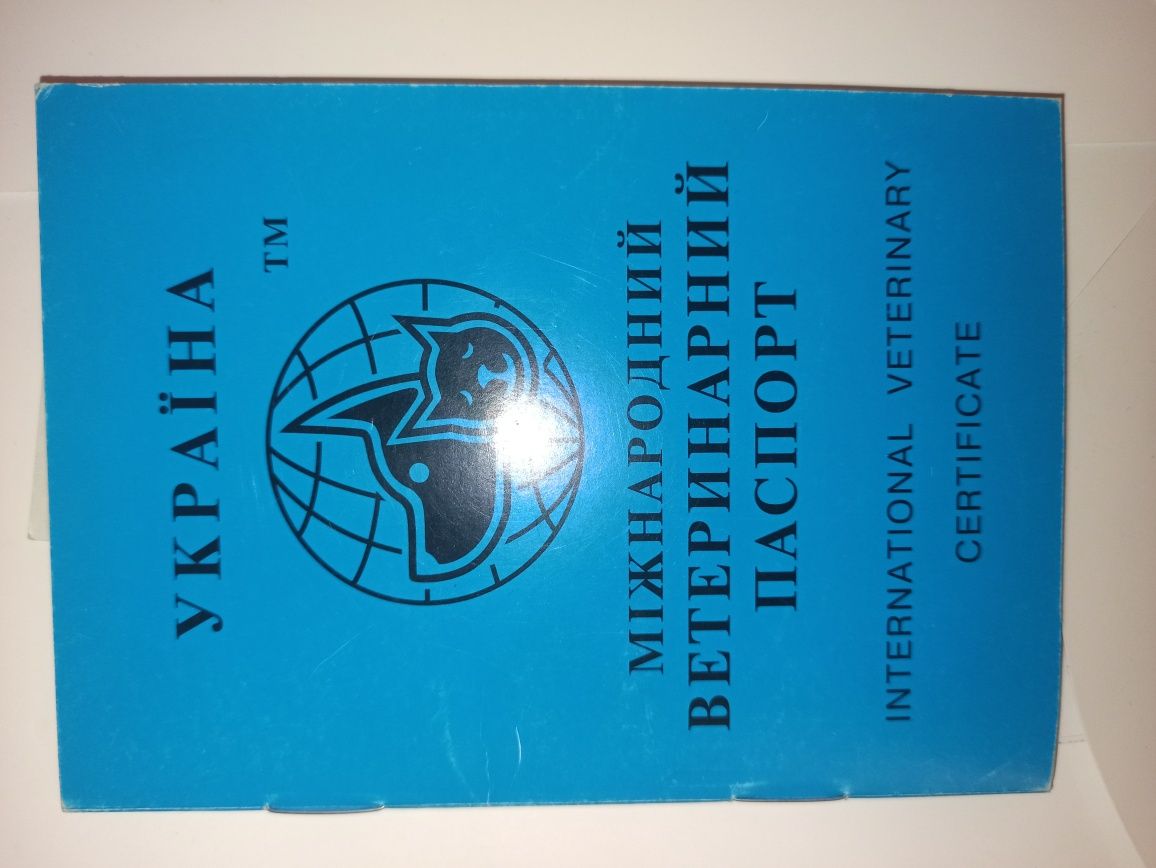 УКРАЇНА
TM
МІЖНАРОДНИЙ
ВЕТЕРИНАРНИЙ
ПАСПОРТ
INTERNATIONAL VETERINARY
CERTIFICATE